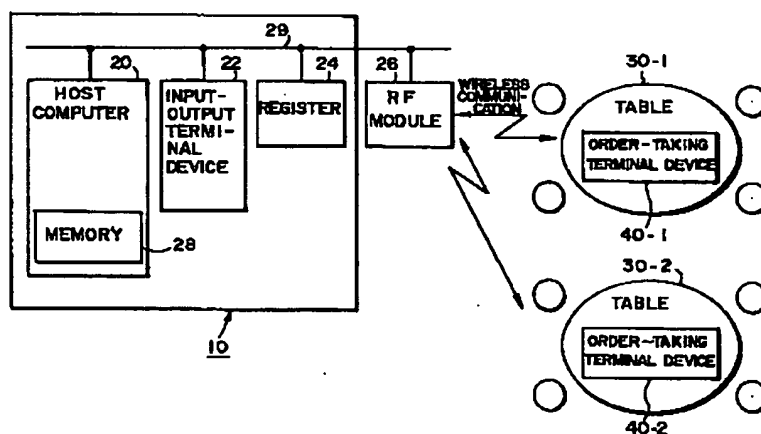 29
20
HOST
COMPUTER
MEMORY
28
22
INPUT-
OUTPUT
TERMI-
NAL
DEVICE
24
REGISTER
26
RF
MODULE
WIRELESS
COMMUNI-
CATION
10
30-1
TABLE
ORDER-TAKING
TERMINAL DEVICE
40-1
30-2
TABLE
ORDER-TAKING
TERMINAL DEVICE
40-2